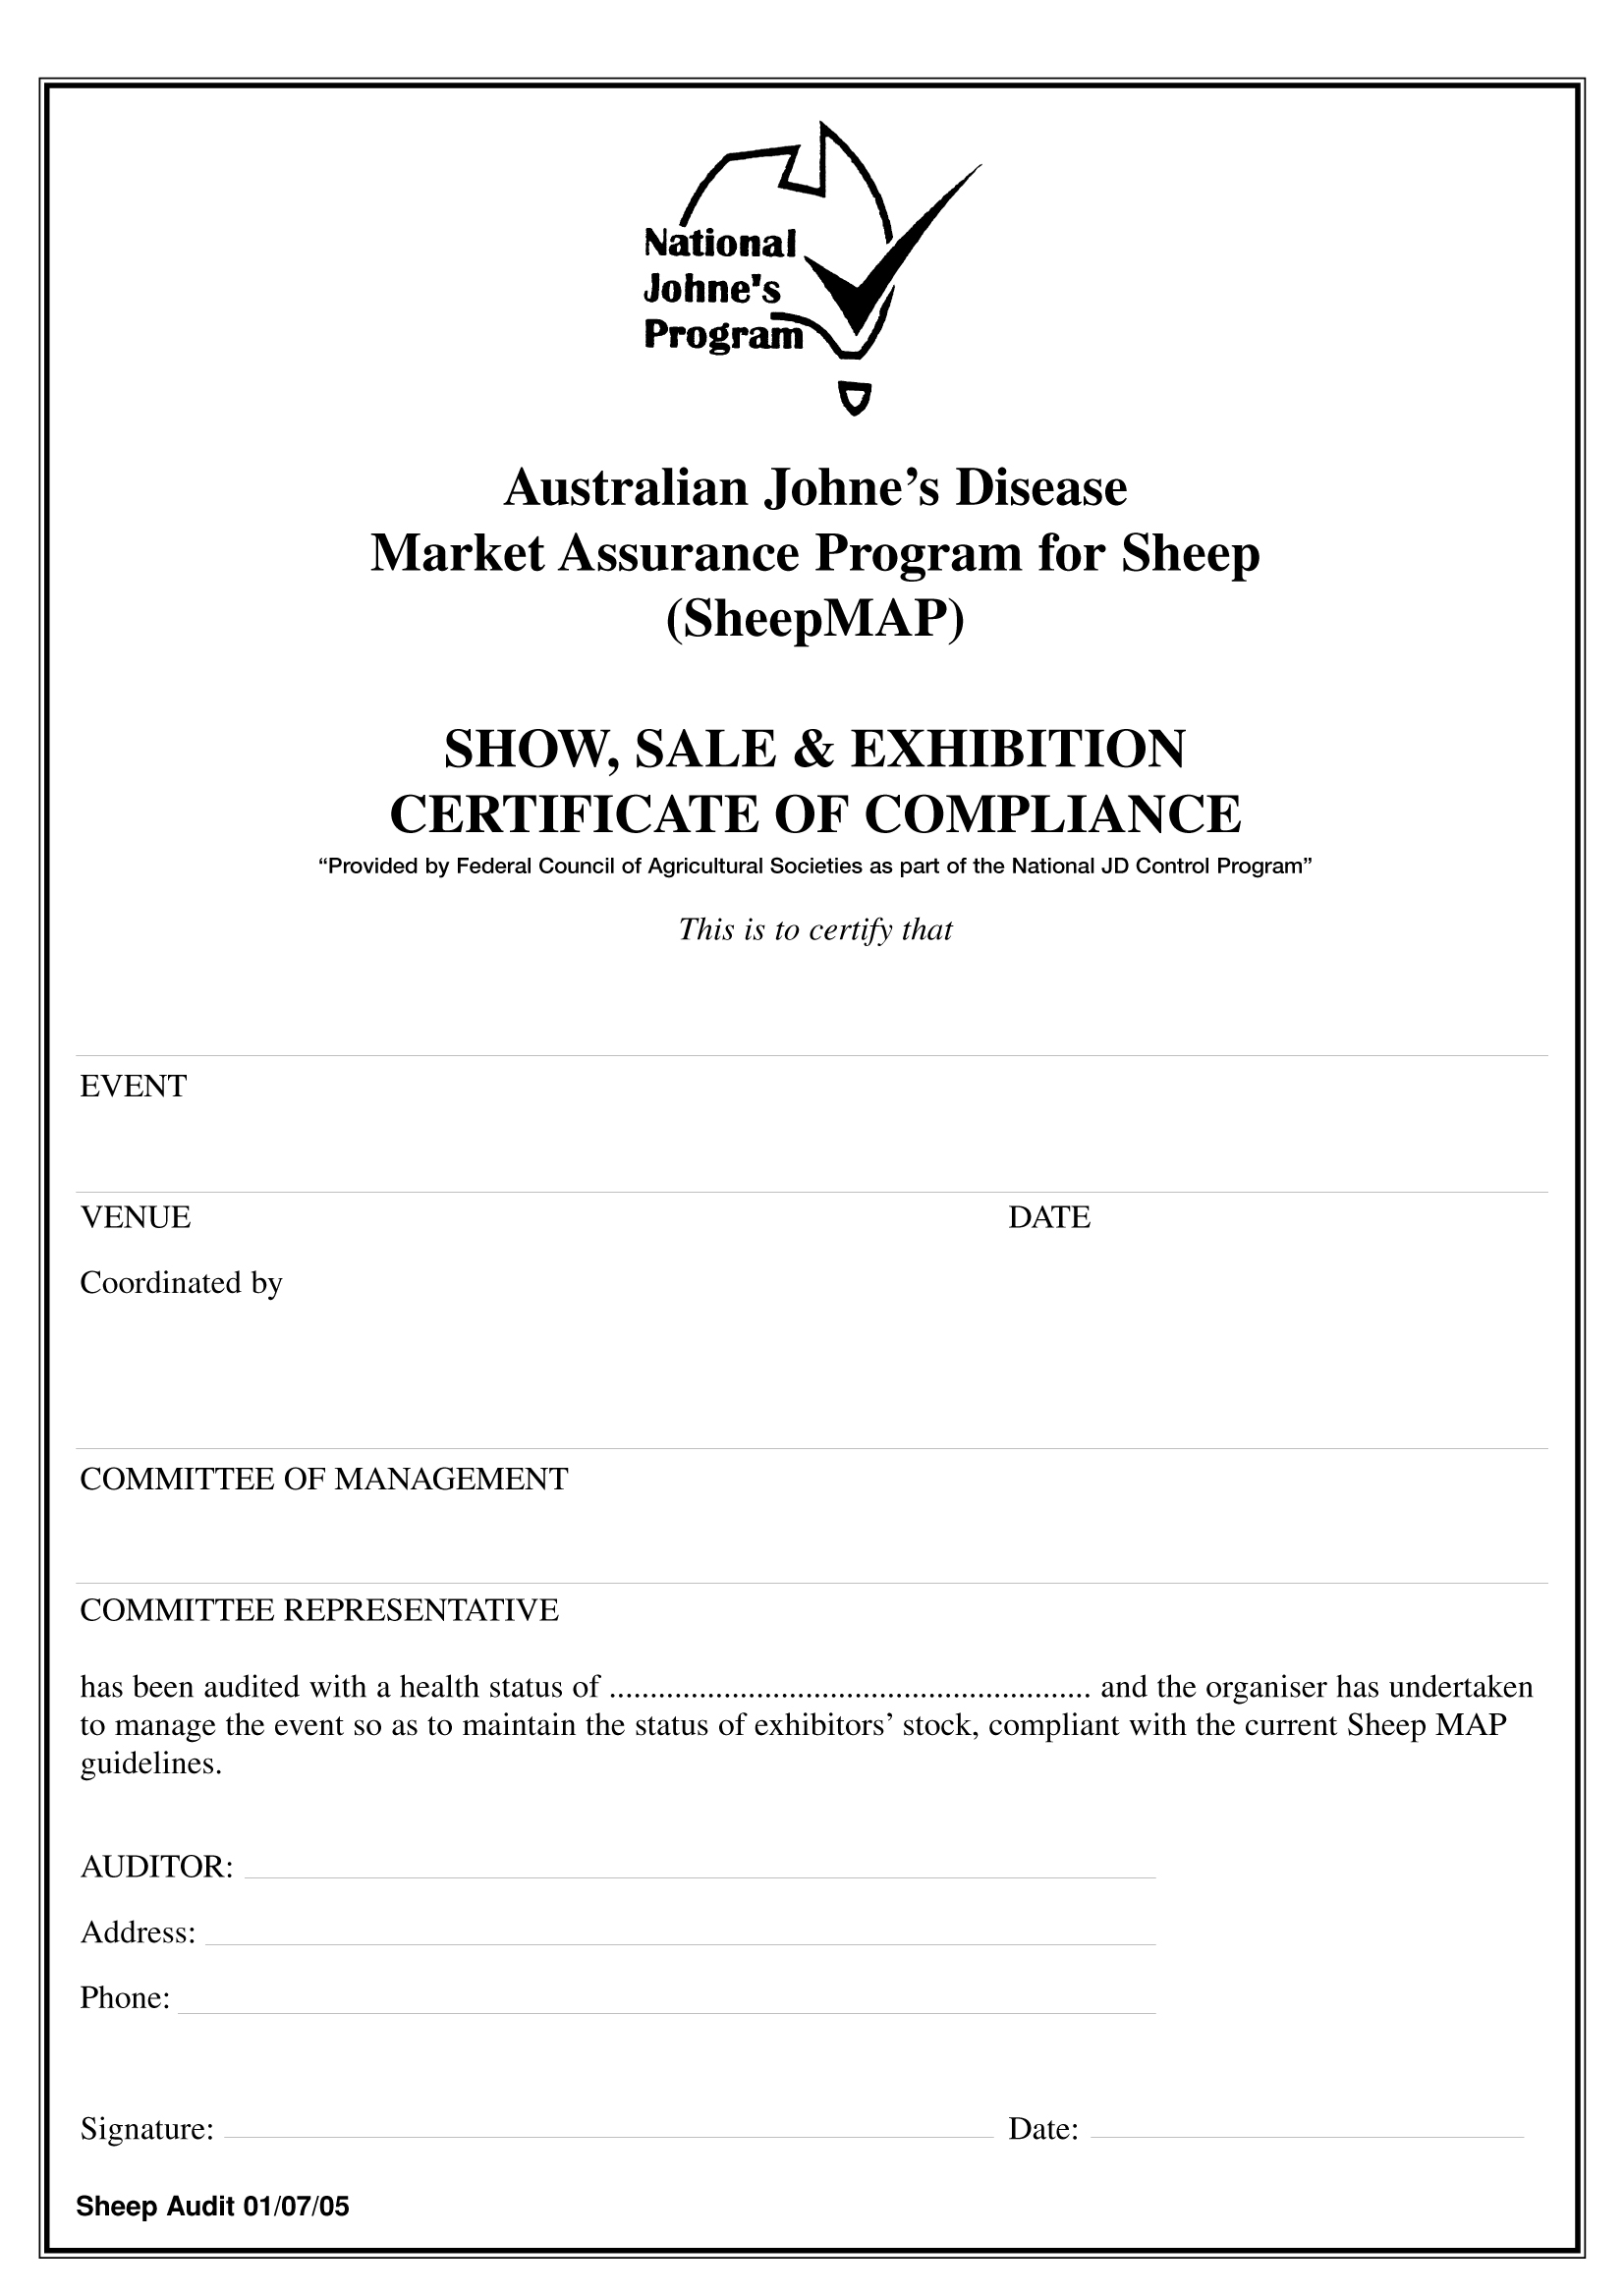 National
Johne's
Program
Australian Johne’s Disease
Market Assurance Program for Sheep
(SheepMAP)
SHOW, SALE & EXHIBITION
CERTIFICATE OF COMPLIANCE
“Provided by Federal Council of Agricultural Societies as part of the National JD Control Program”
This is to certify that
EVENT
VENUE DATE
Coordinated by
COMMITTEE OF MANAGEMENT
COMMITTEE REPRESENTATIVE
has been audited with a health status of ........................................................... and the organiser has undertaken
to manage the event so as to maintain the status of exhibitors’ stock, compliant with the current Sheep MAP
guidelines.
AUDITOR:
Address:
Phone:
Signature: Date:
Sheep Audit 01/07/05